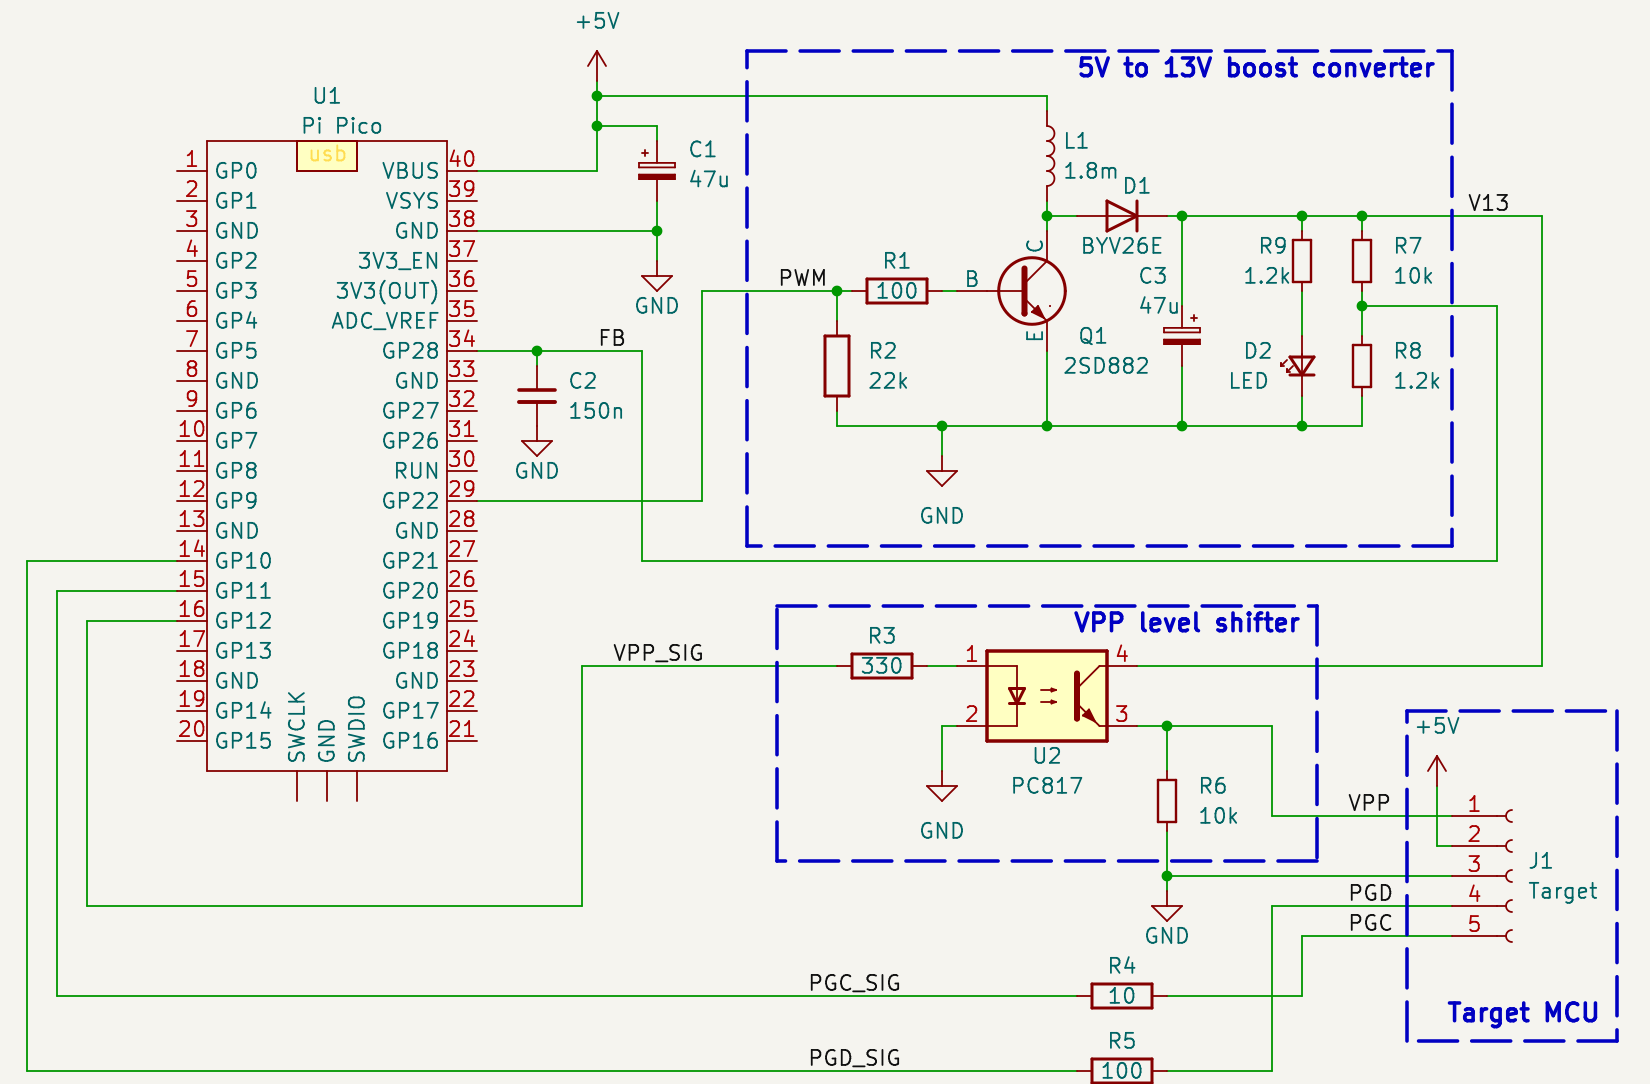 +5V
5V to 13V boost converter
U1
Pi Pico
usb
1 GP0
2 GP1
3 GND
4 GP2
5 GP3
6 GP4
7 GP5
8 GND
9 GP6
10 GP7
11 GP8
12 GP9
13 GND
14 GP10
15 GP11
16 GP12
17 GP13
18 GND
19 GP14
20 GP15
VBUS 40
VSYS 39
GND 38
3V3_EN 37
3V3(OUT) 36
ADC_VREF 35
GP28 34
GND 33
GP27 32
GP26 31
RUN 30
GP22 29
GND 28
GP21 27
GP20 26
GP19 25
GP18 24
GND 23
GP17 22
GP16 21
SWCLK
GND
SWDIO
+
C1
47u
GND
FB
C2
150n
GND
L1
1.8m
D1
BYV26E
PWM
R1
100
B
C
E
Q1
2SD882
R2
22k
GND
C3
47u
+
R9
1.2k
R7
10k
D2
LED
R8
1.2k
V13
VPP level shifter
VPP_SIG
R3
330
1
2
4
3
U2
PC817
GND
R6
10k
GND
+5V
VPP
PGD
PGC
1
2
3
4
5
J1
Target
Target MCU
PGC_SIG
R4
10
PGD_SIG
R5
100